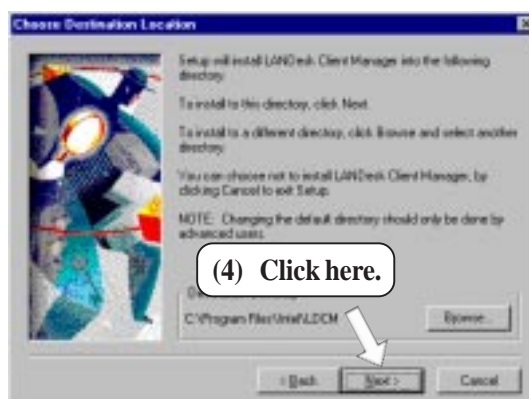 Choose Destination Location
Setup will install LANDesk Client Manager into the following
directory.
To install to this directory, click Next.
To install to a different directory, click Browse and select another
directory.
You can choose not to install LANDesk Client Manager, by
clicking Cancel to exit Setup.
NOTE: Changing the default directory should only be done by
advanced users.
(4) Click here.
C:\Program Files\Intel\LDCM
Browse...
< Back
Next >
Cancel